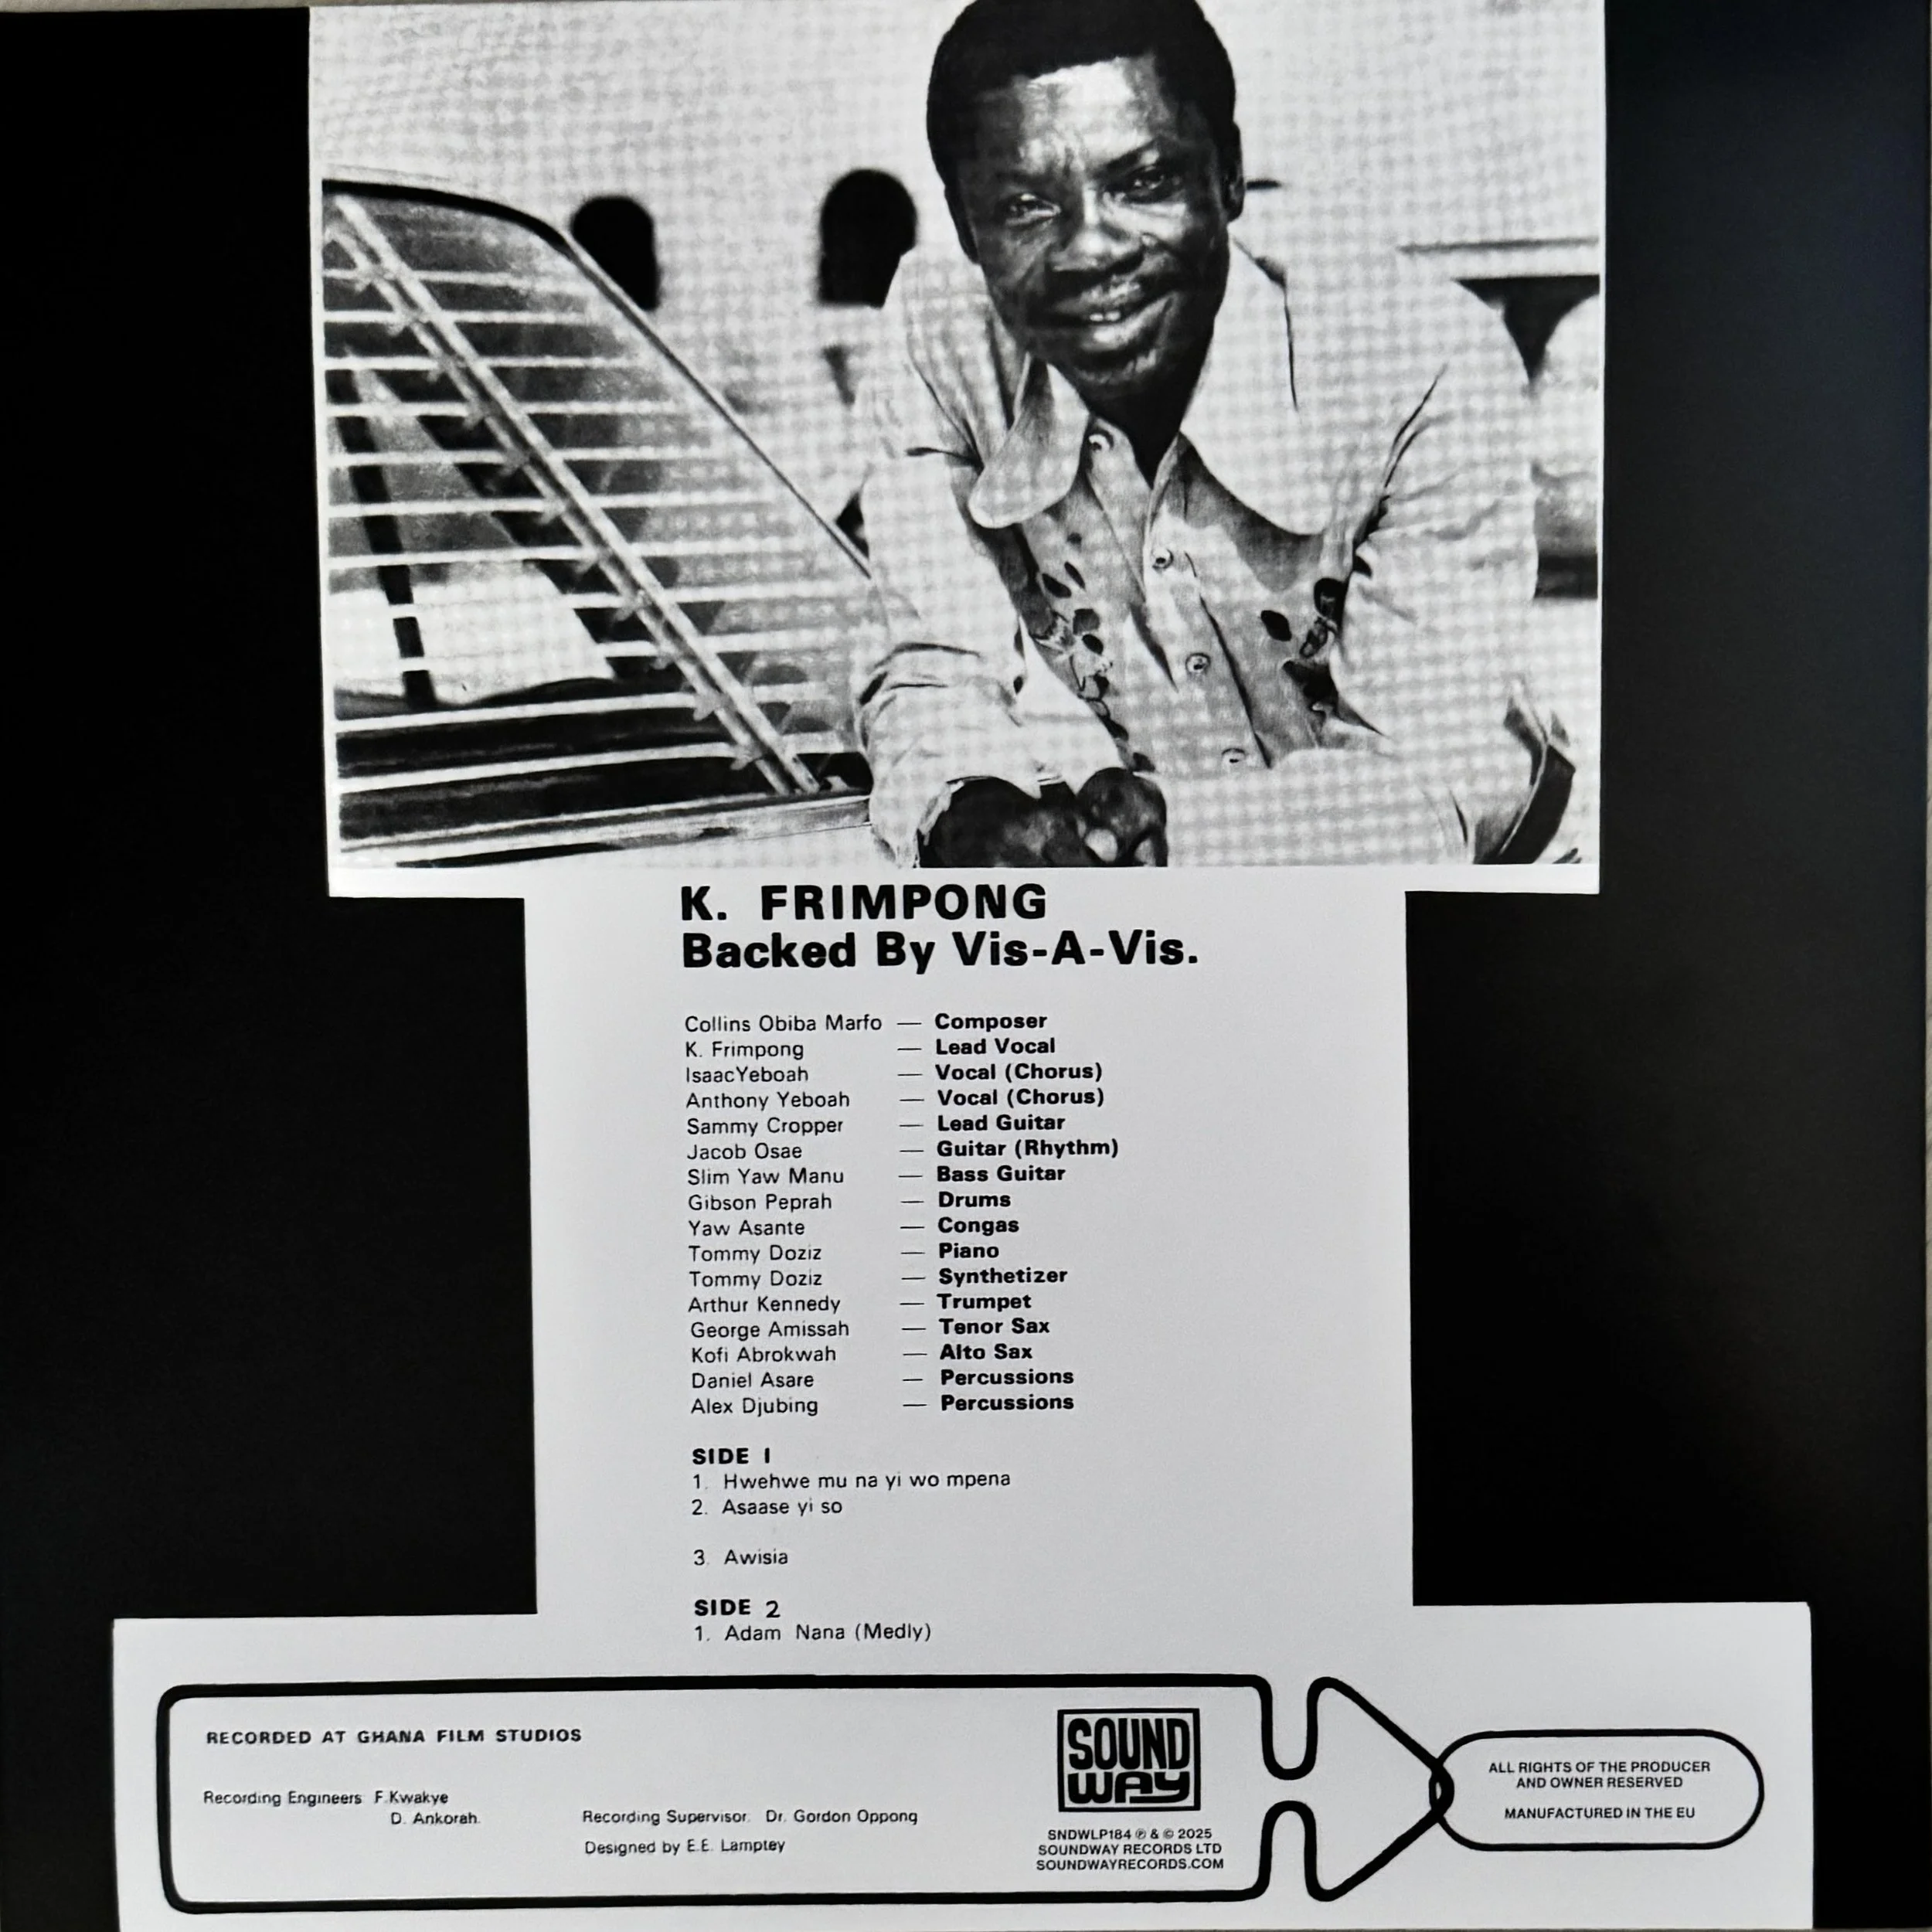 K. FRIMPONG
Backed By Vis-A-Vis.
Collins Obiba Marfo — Composer
K. Frimpong — Lead Vocal
IsaacYeboah — Vocal (Chorus)
Anthony Yeboah — Vocal (Chorus)
Sammy Cropper — Lead Guitar
Jacob Osae — Guitar (Rhythm)
Slim Yaw Manu — Bass Guitar
Gibson Peprah — Drums
Yaw Asante — Congas
Tommy Doziz — Piano
Tommy Doziz — Synthetizer
Arthur Kennedy — Trumpet
George Amissah — Tenor Sax
Kofi Abrokwah — Alto Sax
Daniel Asare — Percussions
Alex Djubing — Percussions
SIDE 1
1. Hwehwe mu na yi wo mpena
2. Asaase yi so
3. Awisia
SIDE 2
1. Adam Nana (Medly)
RECORDED AT GHANA FILM STUDIOS
Recording Engineers F.Kwakye
D. Ankorah.
Recording Supervisor. Dr. Gordon Oppong
Designed by E.E. Lamptey
SOUND
WAY
SNDWLP184 ℗ & © 2025
SOUNDWAY RECORDS LTD
SOUNDWAYRECORDS.COM
ALL RIGHTS OF THE PRODUCER
AND OWNER RESERVED
MANUFACTURED IN THE EU